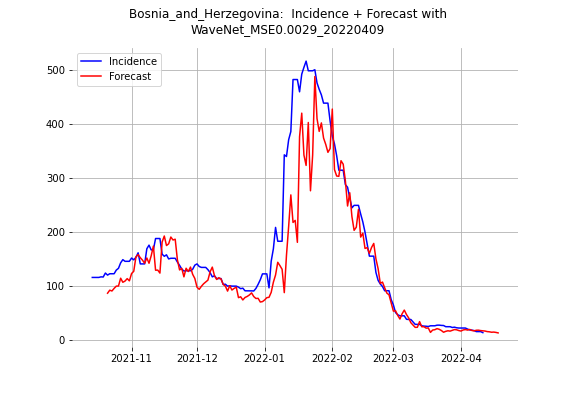 Bosnia_and_Herzegovina:  Incidence + Forecast with
WaveNet_MSE0.0029_20220409
Incidence
Forecast
500
400
300
200
100
0
2021-11 2021-12 2022-01 2022-02 2022-03 2022-04